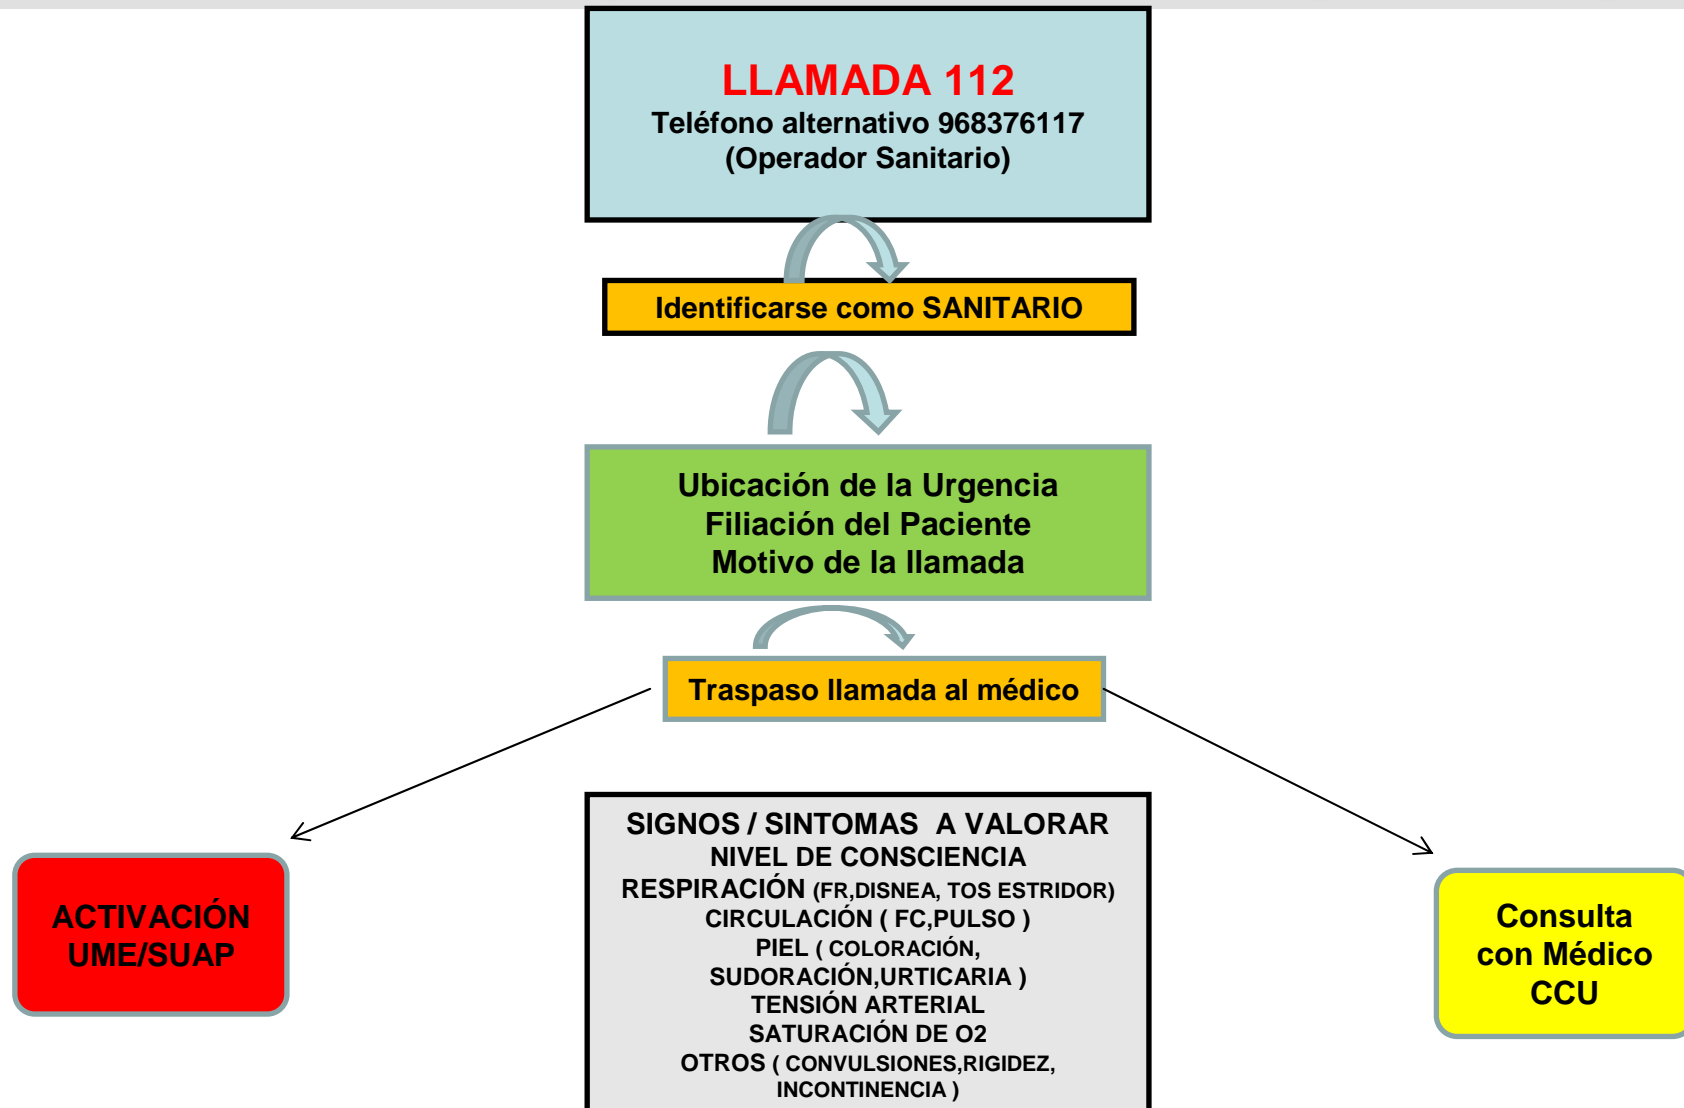 LLAMADA 112
Teléfono alternativo 968376117
(Operador Sanitario)
Identificarse como SANITARIO
Ubicación de la Urgencia
Filiación del Paciente
Motivo de la llamada
Traspaso llamada al médico
ACTIVACIÓN
UME/SUAP
SIGNOS / SINTOMAS A VALORAR
NIVEL DE CONSCIENCIA
RESPIRACIÓN (FR,DISNEA, TOS ESTRIDOR)
CIRCULACIÓN ( FC,PULSO )
PIEL ( COLORACIÓN,
SUDORACIÓN,URTICARIA )
TENSIÓN ARTERIAL
SATURACIÓN DE O2
OTROS ( CONVULSIONES,RIGIDEZ,
INCONTINENCIA )
Consulta
con Médico
CCU